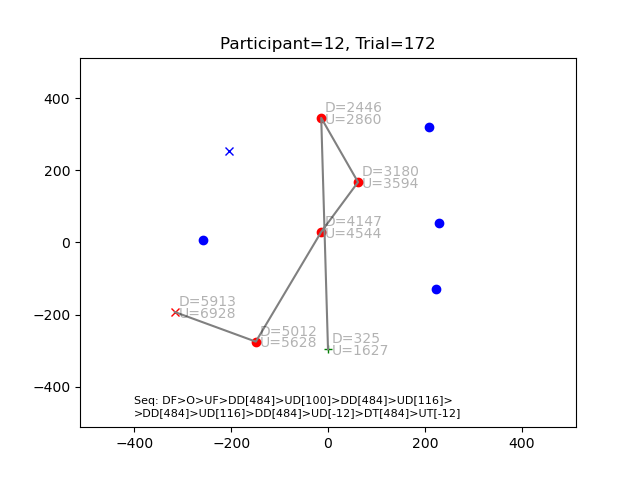 Participant=12, Trial=172
400
200
0
−200
−400
D=2446
U=2860
D=3180
U=3594
D=4147
U=4544
D=5913
U=6928
D=5012
U=5628
D=325
U=1627
Seq: DF>O>UF>DD[484]>UD[100]>DD[484]>UD[116]>
>DD[484]>UD[116]>DD[484]>UD[-12]>DT[484]>UT[-12]
−400 −200 0 200 400